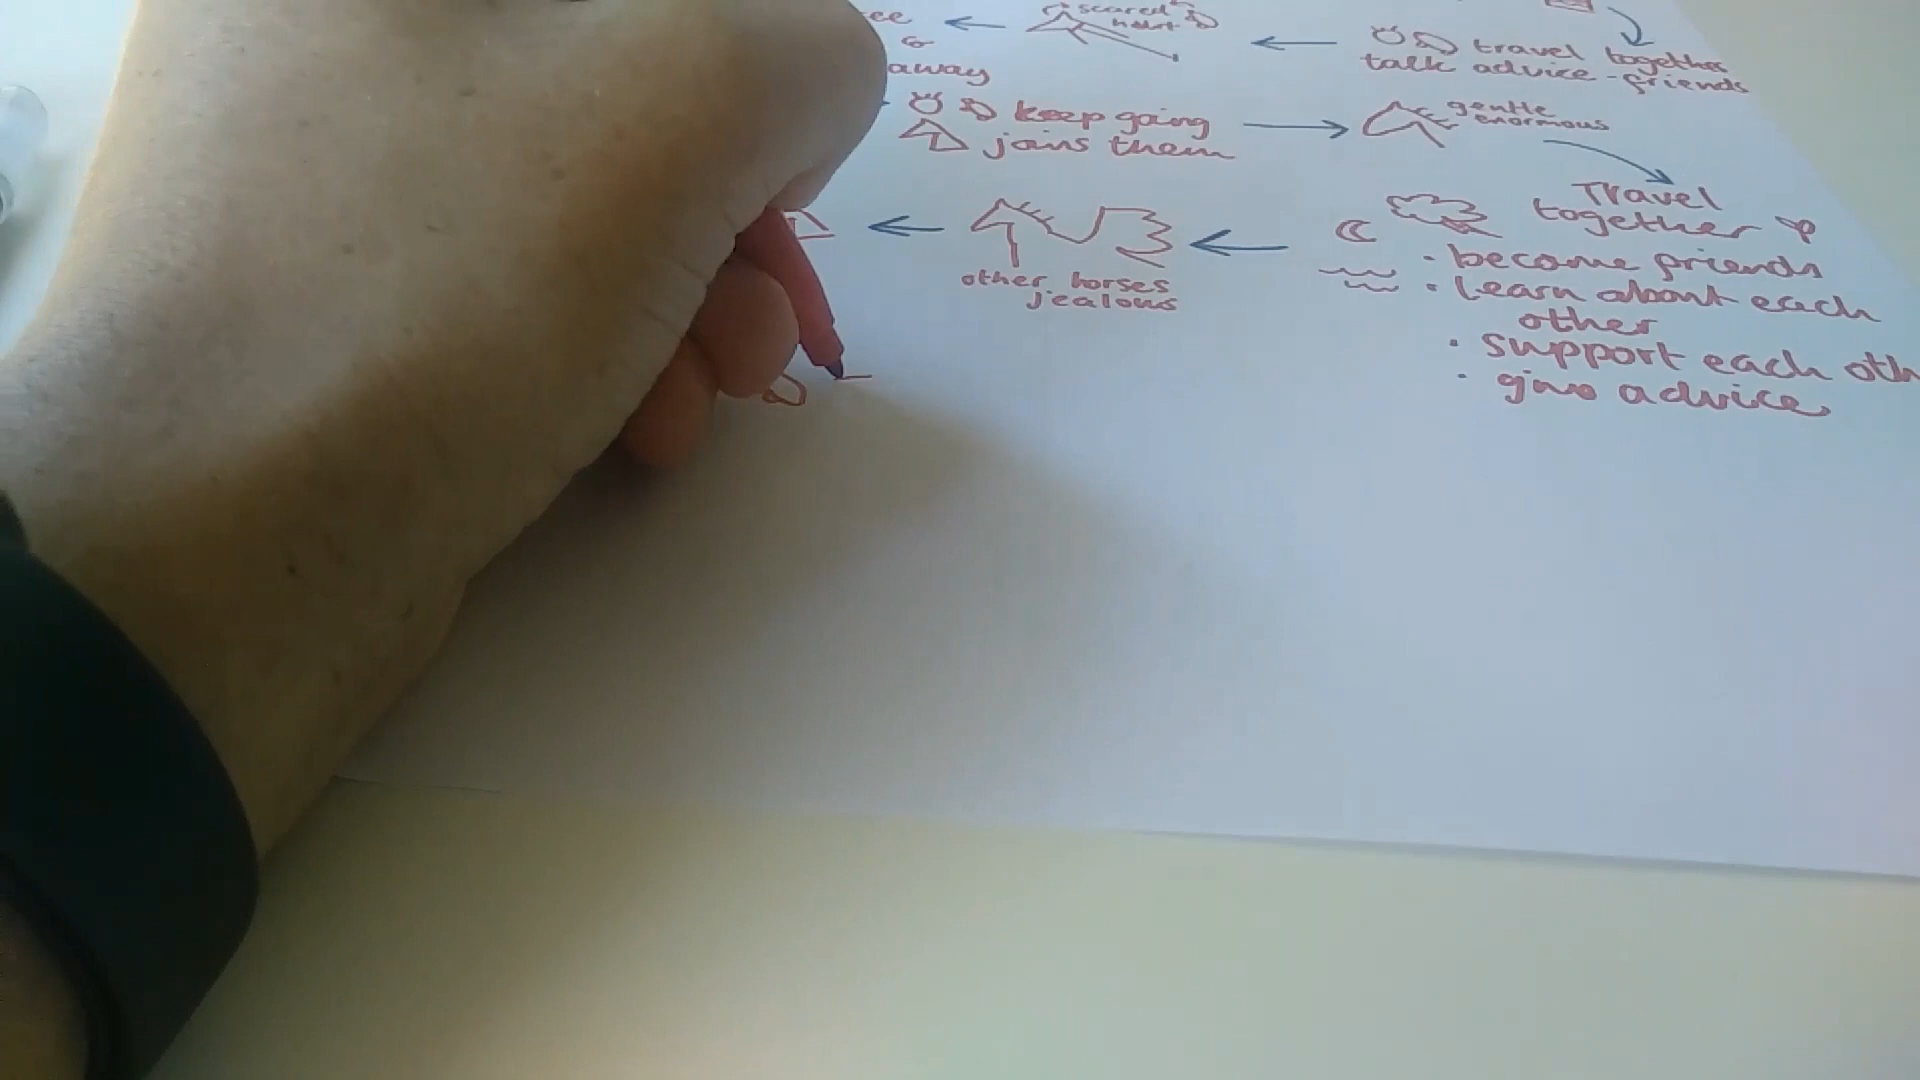 scared
travel together
talk advice - friends
away
keep going
joins them
gentle
enormous
Travel
together
• become friends
• learn about each
other
• support each oth
• give advice
other horses
jealous